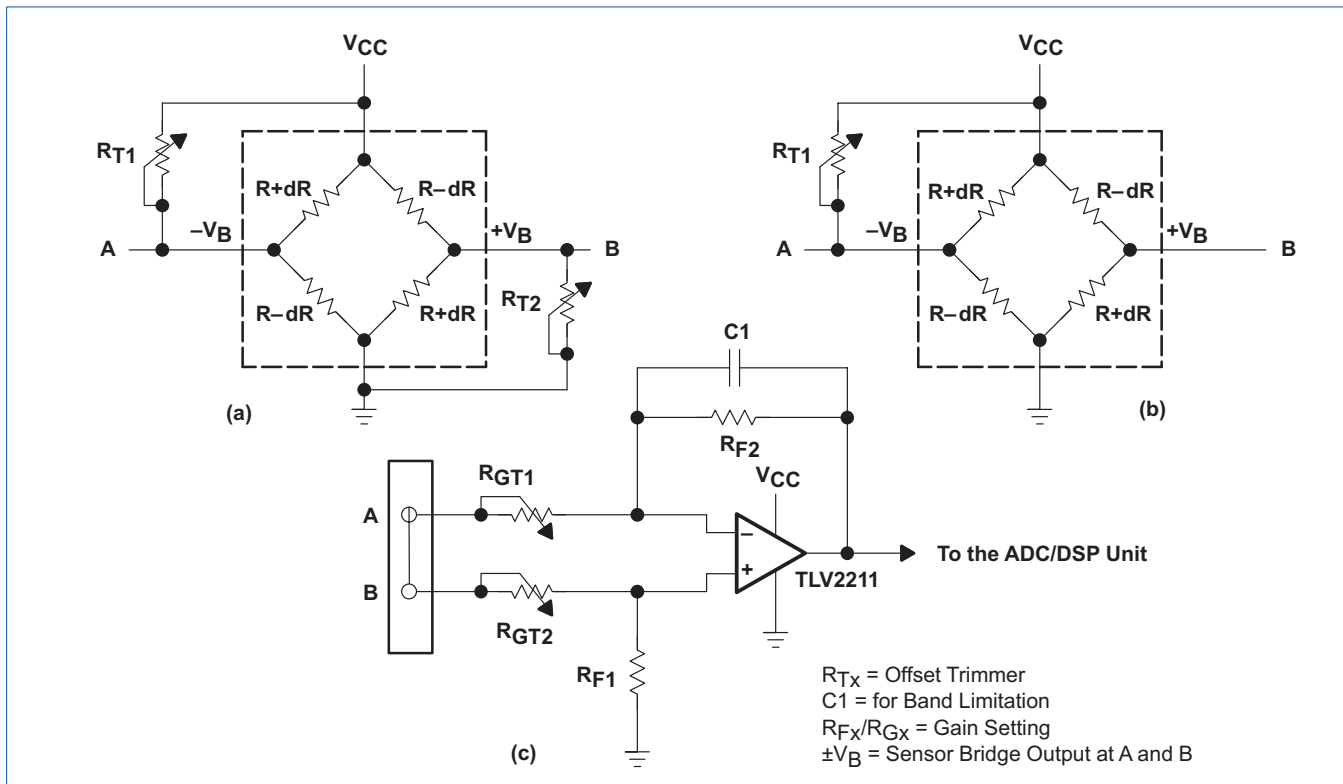 VCC
RT1
R+dR
R–dR
A
–VB
+VB
B
R–dR
R+dR
RT2
(a)
VCC
RT1
R+dR
R–dR
A
–VB
+VB
B
R–dR
R+dR
(b)
C1
RF2
RGT1
VCC
A
–
+
TLV2211
To the ADC/DSP Unit
B
RGT2
RF1
(c)
RTx = Offset Trimmer
C1 = for Band Limitation
RFx/RGx = Gain Setting
±VB = Sensor Bridge Output at A and B